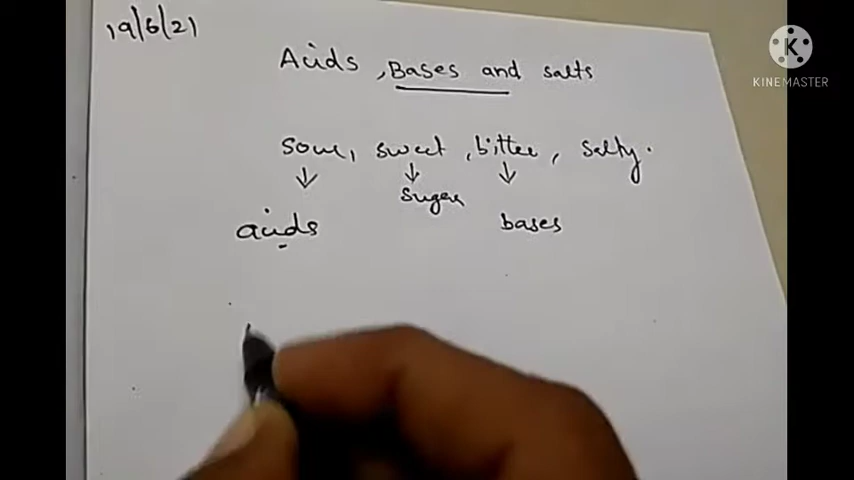 19/6/21
K
KINEMASTER
Acids, Bases and salts
sour, sweet, bitter, salty.
sugar
acids bases